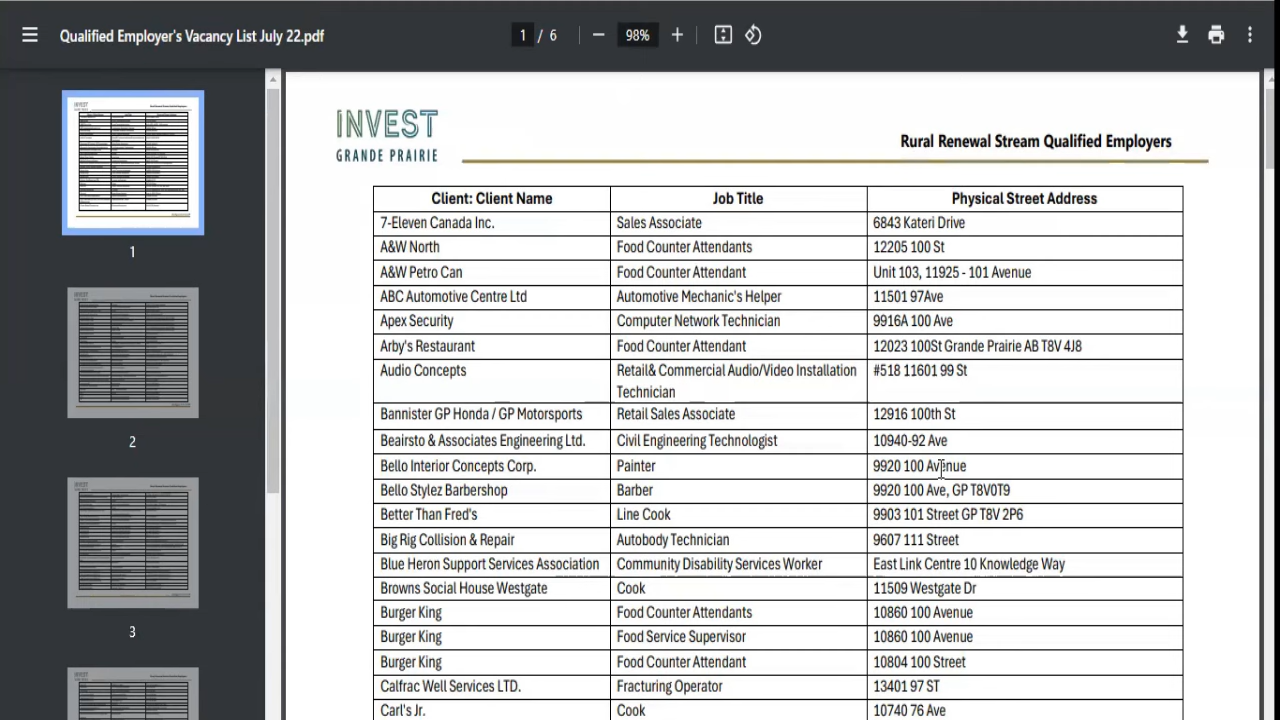 Qualified Employer's Vacancy List July 22.pdf
1 / 6
98%
INVEST
GRANDE PRAIRIE
Rural Renewal Stream Qualified Employers
Client: Client Name Job Title Physical Street Address
7-Eleven Canada Inc. Sales Associate 6843 Kateri Drive
A&W North Food Counter Attendants 12205 100 St
A&W Petro Can Food Counter Attendant Unit 103, 11925 - 101 Avenue
ABC Automotive Centre Ltd Automotive Mechanic's Helper 11501 97Ave
Apex Security Computer Network Technician 9916A 100 Ave
Arby's Restaurant Food Counter Attendant 12023 100St Grande Prairie AB T8V 4J8
Audio Concepts Retail& Commercial Audio/Video Installation #518 11601 99 St
Technician
Bannister GP Honda / GP Motorsports Retail Sales Associate 12916 100th St
Beairsto & Associates Engineering Ltd. Civil Engineering Technologist 10940-92 Ave
Bello Interior Concepts Corp. Painter 9920 100 Avenue
Bello Stylez Barbershop Barber 9920 100 Ave, GP T8V0T9
Better Than Fred's Line Cook 9903 101 Street GP T8V 2P6
Big Rig Collision & Repair Autobody Technician 9607 111 Street
Blue Heron Support Services Association Community Disability Services Worker East Link Centre 10 Knowledge Way
Browns Social House Westgate Cook 11509 Westgate Dr
Burger King Food Counter Attendants 10860 100 Avenue
Burger King Food Service Supervisor 10860 100 Avenue
Burger King Food Counter Attendant 10804 100 Street
Calfrac Well Services LTD. Fracturing Operator 13401 97 ST
Carl's Jr. Cook 10740 76 Ave
1
2
3